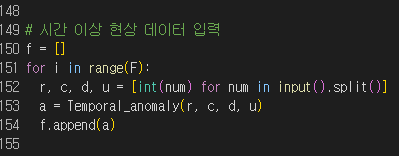 148
149 # 시간 이상 현상 데이터 입력
150 f = []
151 for i in range(F):
152   r, c, d, u = [int(num) for num in input().split()]
153   a = Temporal_anomaly(r, c, d, u)
154   f.append(a)
155